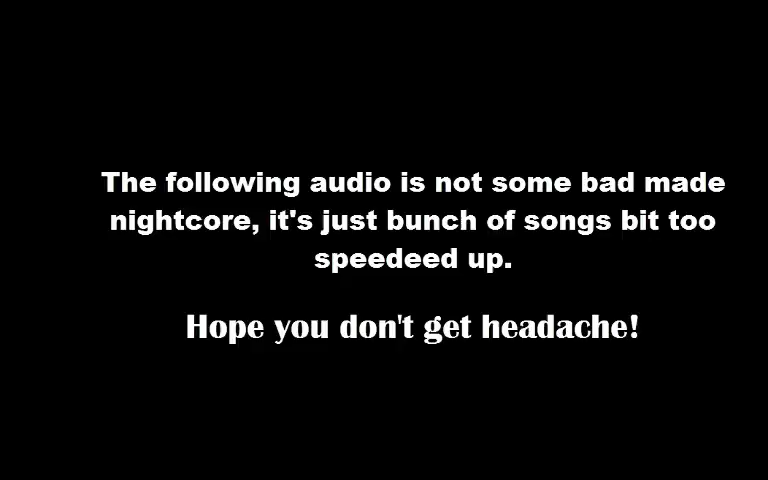 The following audio is not some bad made
nightcore, it's just bunch of songs bit too
speedeed up.
Hope you don't get headache!